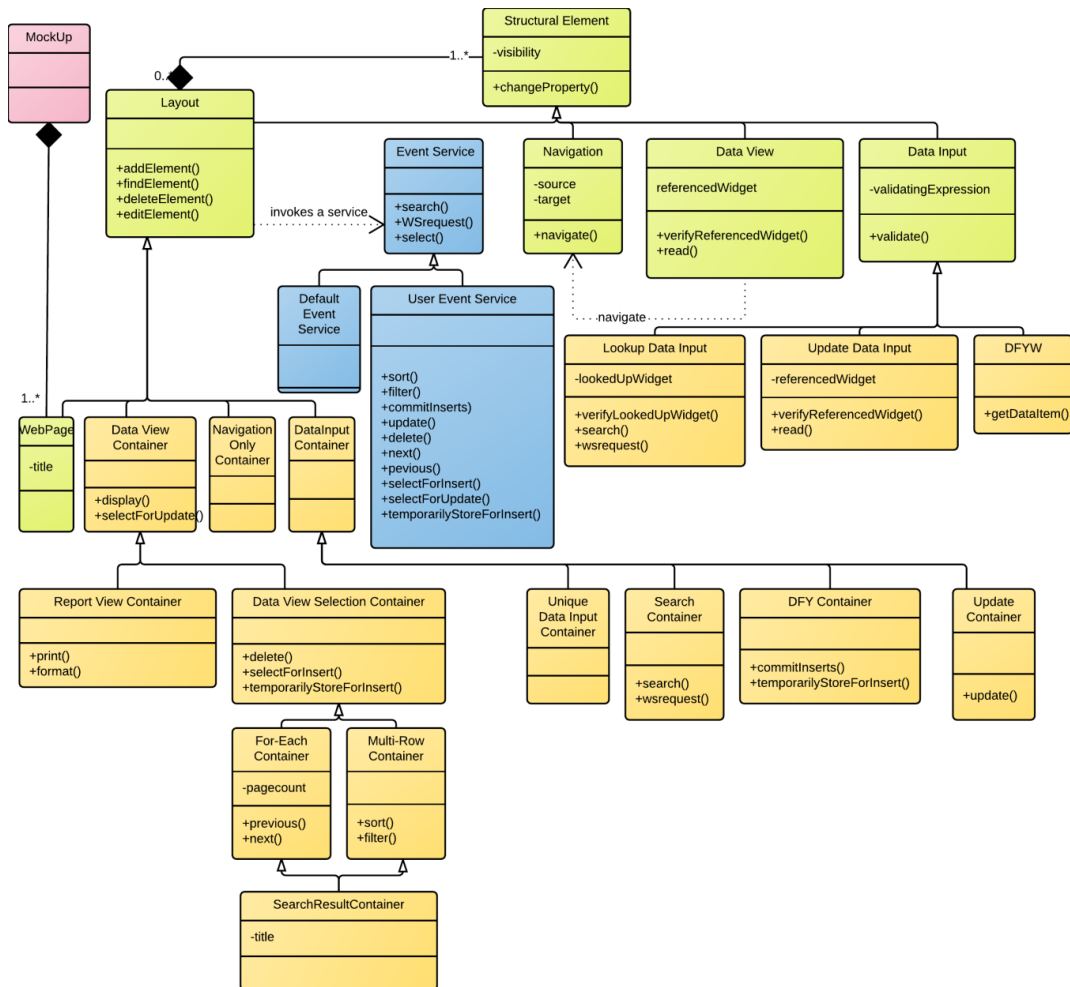 MockUp
Structural Element
-visibility
+changeProperty()
1..*
0..*
Layout
+addElement()
+findElement()
+deleteElement()
+editElement()
Event Service
+search()
+WSrequest()
+select()
invokes a service
Navigation
-source
-target
+navigate()
Data View
referencedWidget
+verifyReferencedWidget()
+read()
Data Input
-validatingExpression
+validate()
Default
Event
Service
User Event Service
+sort()
+filter()
+commitInserts)
+update()
+delete()
+next()
+pevious()
+selectForInsert()
+selectForUpdate()
+temporarilyStoreForInsert()
navigate
Lookup Data Input
-lookedUpWidget
+verifyLookedUpWidget()
+search()
+wsrequest()
Update Data Input
-referencedWidget
+verifyReferencedWidget()
+read()
DFYW
+getDataItem()
1..*
WebPage
-title
Data View
Container
+display()
+selectForUpdate()
Navigation
Only
Container
DataInput
Container
Report View Container
+print()
+format()
Data View Selection Container
+delete()
+selectForInsert()
+temporarilyStoreForInsert()
Unique
Data Input
Container
Search
Container
+search()
+wsrequest()
DFY Container
+commitInserts()
+temporarilyStoreForInsert()
Update
Container
+update()
For-Each
Container
-pagecount
+previous()
+next()
Multi-Row
Container
+sort()
+filter()
SearchResultContainer
-title